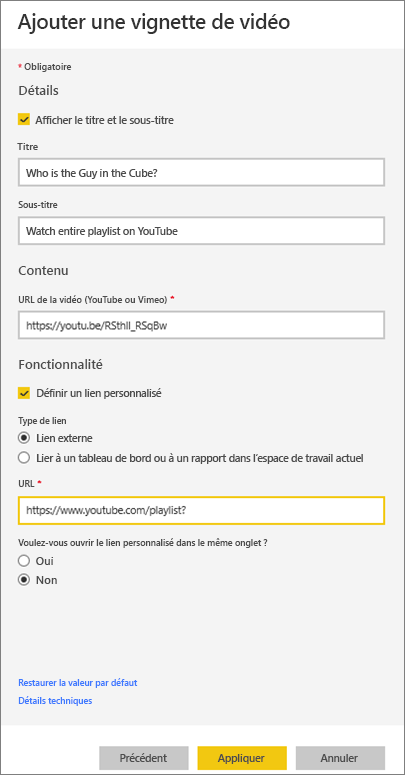 Ajouter une vignette de vidéo
* Obligatoire
Détails
Afficher le titre et le sous-titre
Titre
Who is the Guy in the Cube?
Sous-titre
Watch entire playlist on YouTube
Contenu
URL de la vidéo (YouTube ou Vimeo) *
https://youtu.be/RSthlI_RSqBw
Fonctionnalité
Définir un lien personnalisé
Type de lien
Lien externe
Lier à un tableau de bord ou à un rapport dans l'espace de travail actuel
URL *
https://www.youtube.com/playlist?
Voulez-vous ouvrir le lien personnalisé dans le même onglet ?
Oui
Non
Restaurer la valeur par défaut
Détails techniques
Précédent Appliquer Annuler